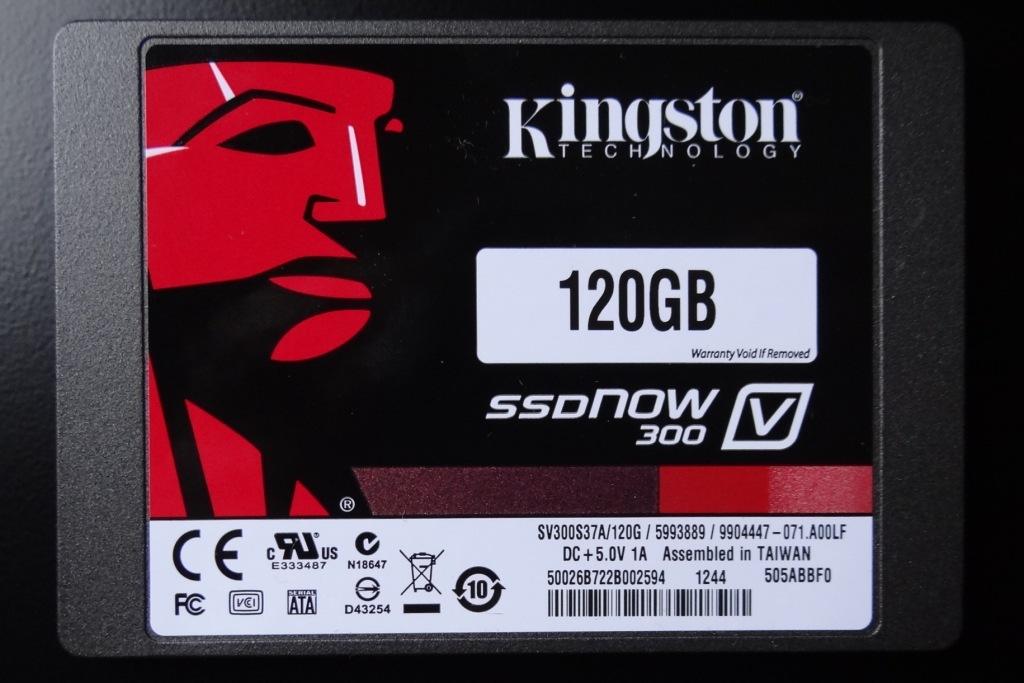 Kingston®
TECHNOLOGY
120GB
Warranty Void If Removed
SSDNOW V
300
®
SV300S37A/120G / 5993889 / 9904447-071.A00LF
DC+5.0V 1A Assembled in TAIWAN
50026B722B002594 1244 505ABBF0
CE
c RU® US
E333487
N18647
FC
VCI
SERIAL
ATA
D43254
10